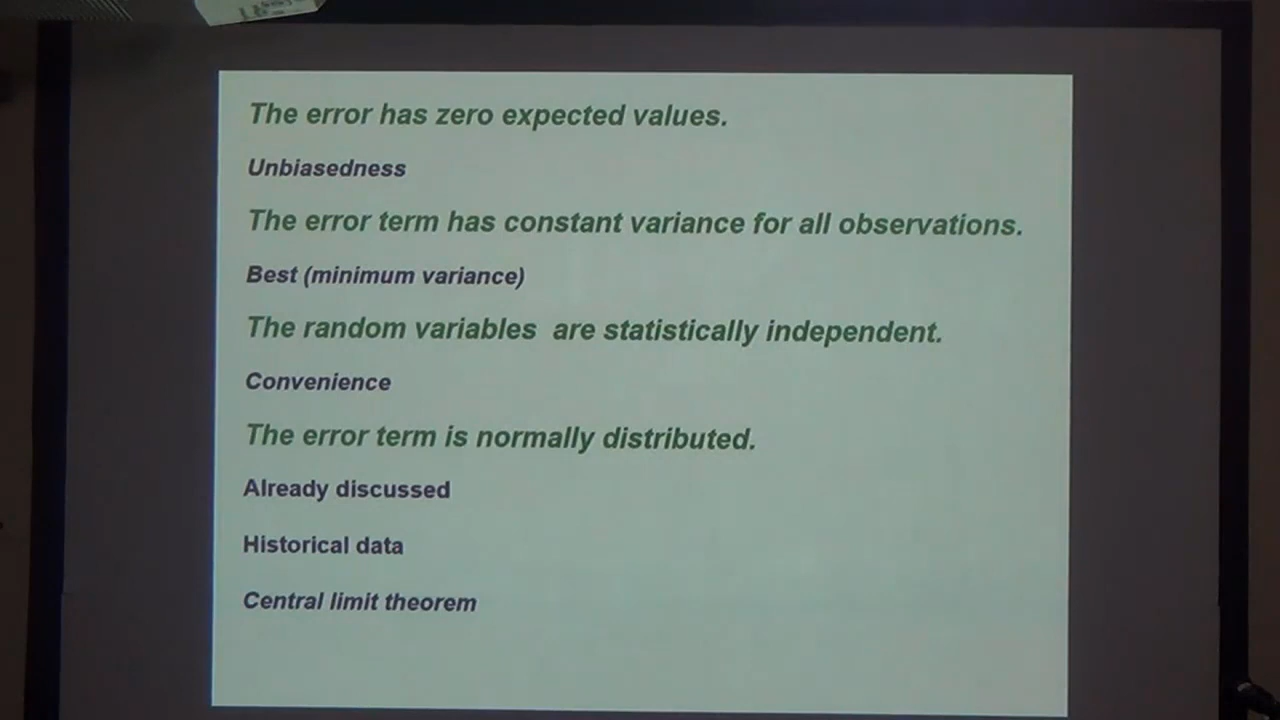 The error has zero expected values.
Unbiasedness
The error term has constant variance for all observations.
Best (minimum variance)
The random variables are statistically independent.
Convenience
The error term is normally distributed.
Already discussed
Historical data
Central limit theorem